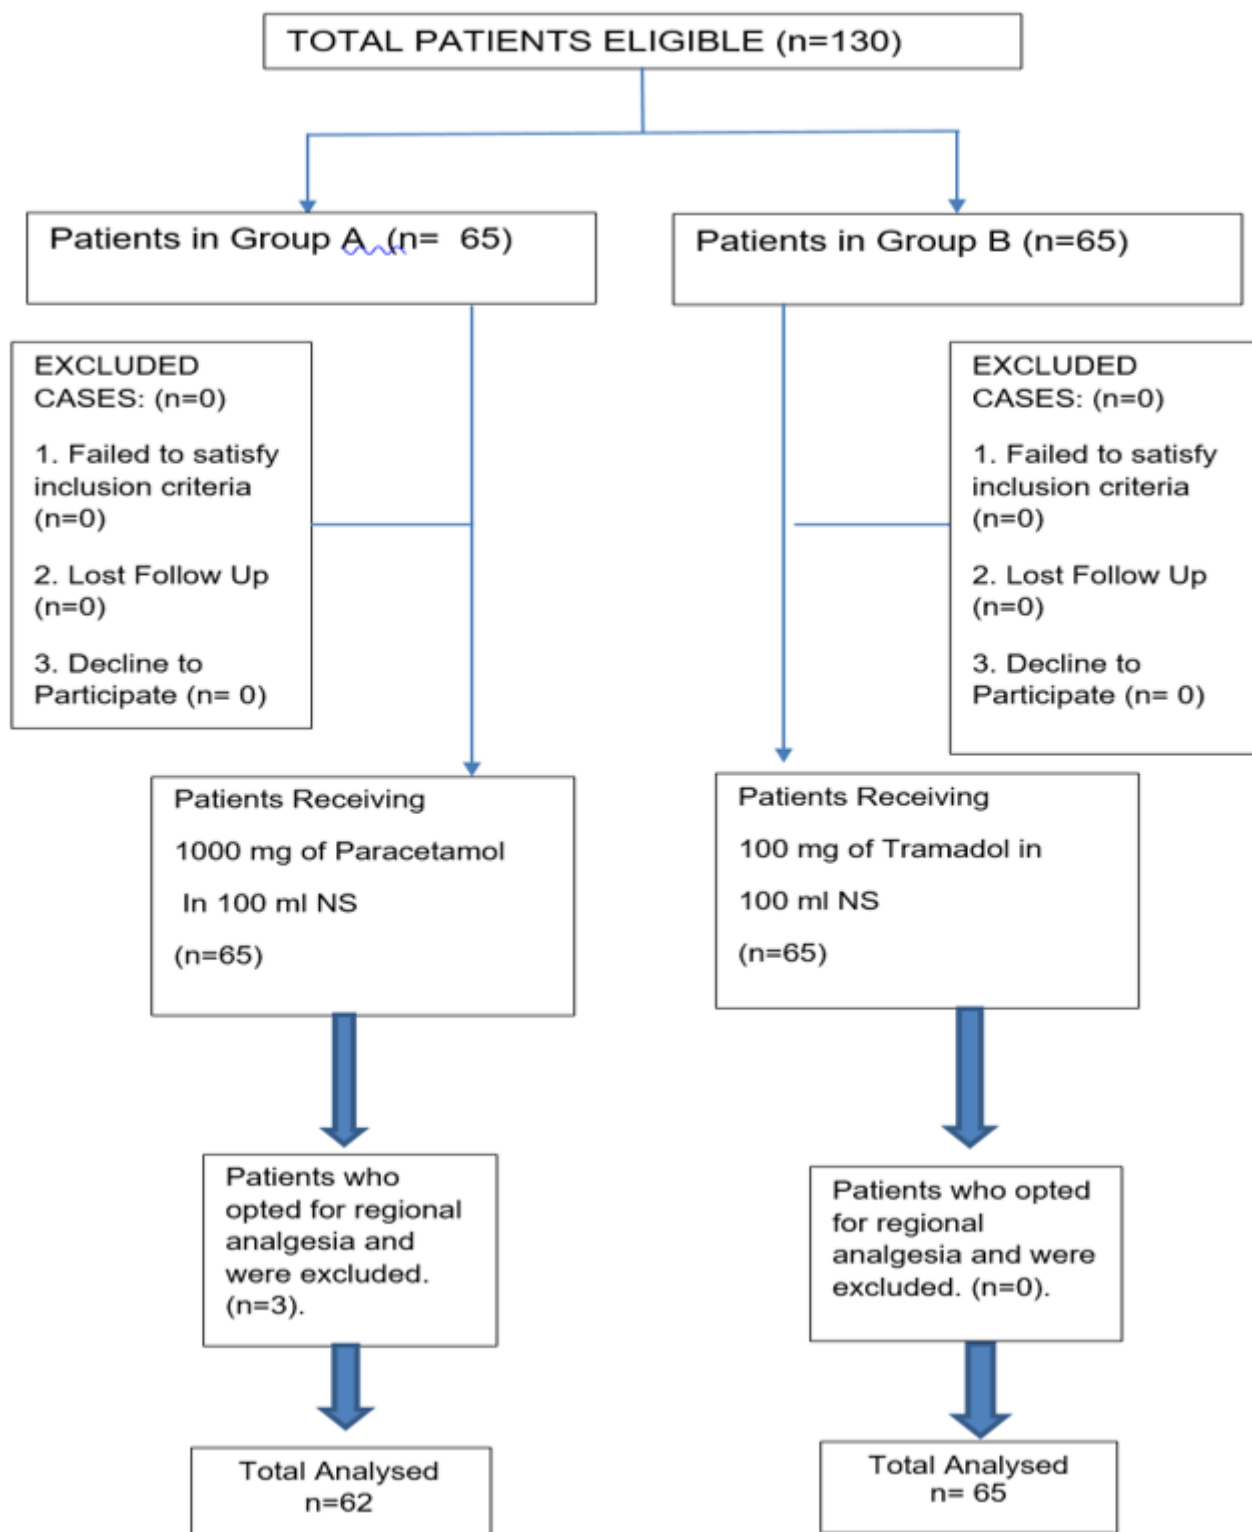 TOTAL PATIENTS ELIGIBLE (n=130)
Patients in Group A (n= 65)
Patients in Group B (n=65)
EXCLUDED
CASES: (n=0)
1. Failed to satisfy
inclusion criteria
(n=0)
2. Lost Follow Up
(n=0)
3. Decline to
Participate (n= 0)
EXCLUDED
CASES: (n=0)
1. Failed to satisfy
inclusion criteria
(n=0)
2. Lost Follow Up
(n=0)
3. Decline to
Participate (n= 0)
Patients Receiving
1000 mg of Paracetamol
In 100 ml NS
(n=65)
Patients Receiving
100 mg of Tramadol in
100 ml NS
(n=65)
Patients who
opted for regional
analgesia and
were excluded.
(n=3).
Patients who opted
for regional
analgesia and were
excluded. (n=0).
Total Analysed
n=62
Total Analysed
n= 65